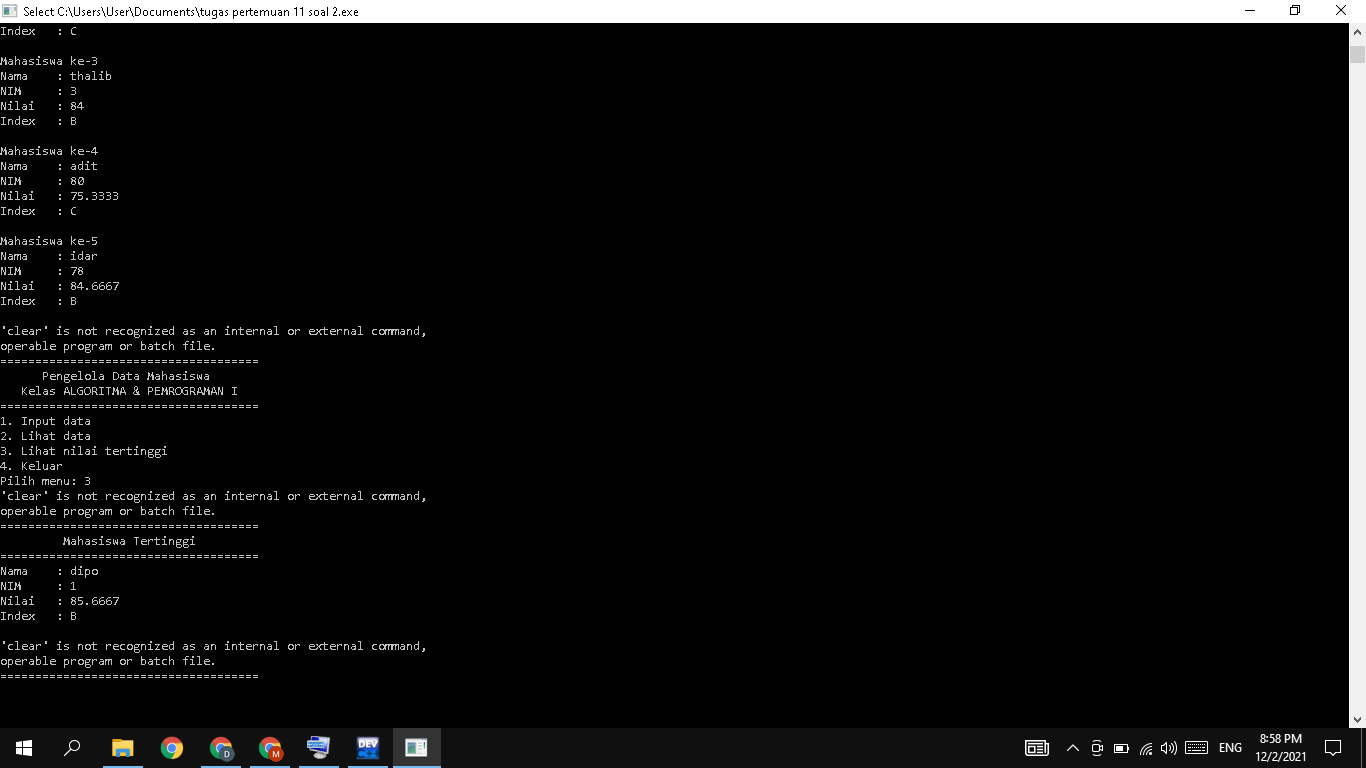 Select C:\Users\User\Documents\tugas pertemuan 11 soal 2.exe
Index   : C
Mahasiswa ke-3
Nama    : thalib
NIM     : 3
Nilai   : 84
Index   : B
Mahasiswa ke-4
Nama    : adit
NIM     : 80
Nilai   : 75.3333
Index   : C
Mahasiswa ke-5
Nama    : idar
NIM     : 78
Nilai   : 84.6667
Index   : B
'clear' is not recognized as an internal or external command,
operable program or batch file.
=====================================
Pengelola Data Mahasiswa
Kelas ALGORITMA & PEMROGRAMAN I
=====================================
1. Input data
2. Lihat data
3. Lihat nilai tertinggi
4. Keluar
Pilih menu: 3
'clear' is not recognized as an internal or external command,
operable program or batch file.
=====================================
Mahasiswa Tertinggi
=====================================
Nama    : dipo
NIM     : 1
Nilai   : 85.6667
Index   : B
'clear' is not recognized as an internal or external command,
operable program or batch file.
=====================================
D
M
DEV
ENG
8:58 PM
12/2/2021